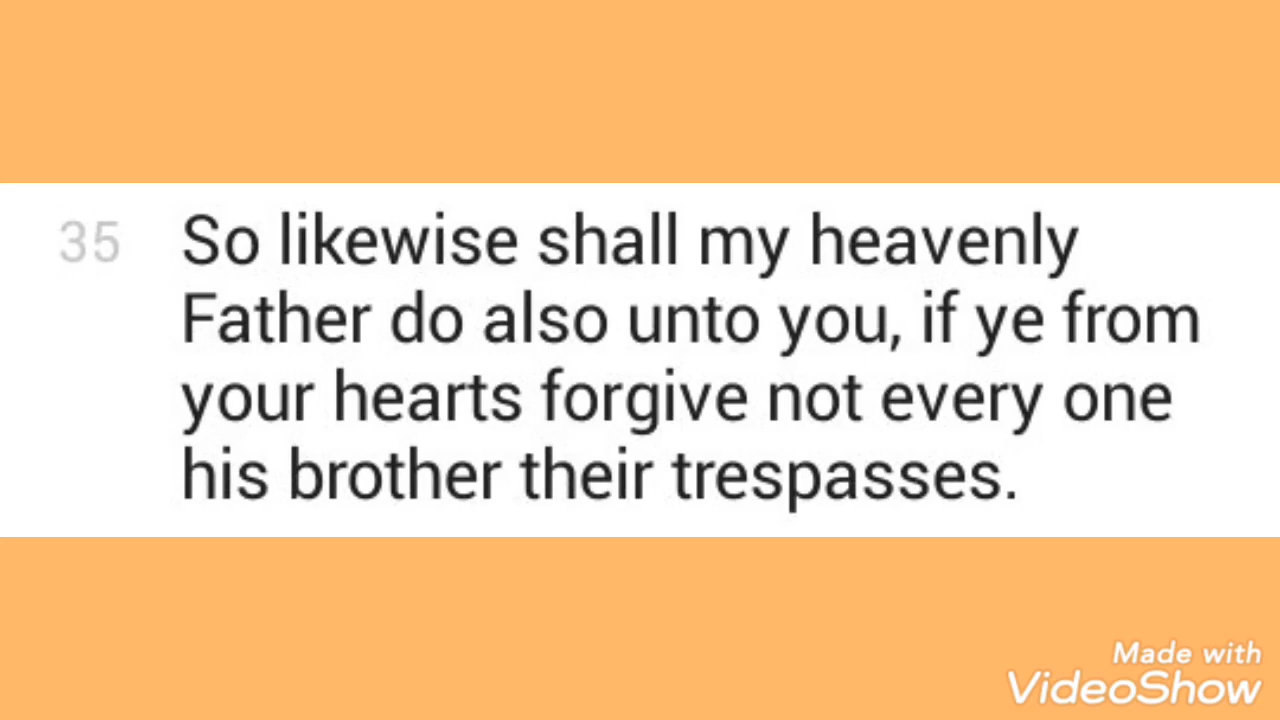 35 So likewise shall my heavenly
Father do also unto you, if ye from
your hearts forgive not every one
his brother their trespasses.
Made with
VideoShow